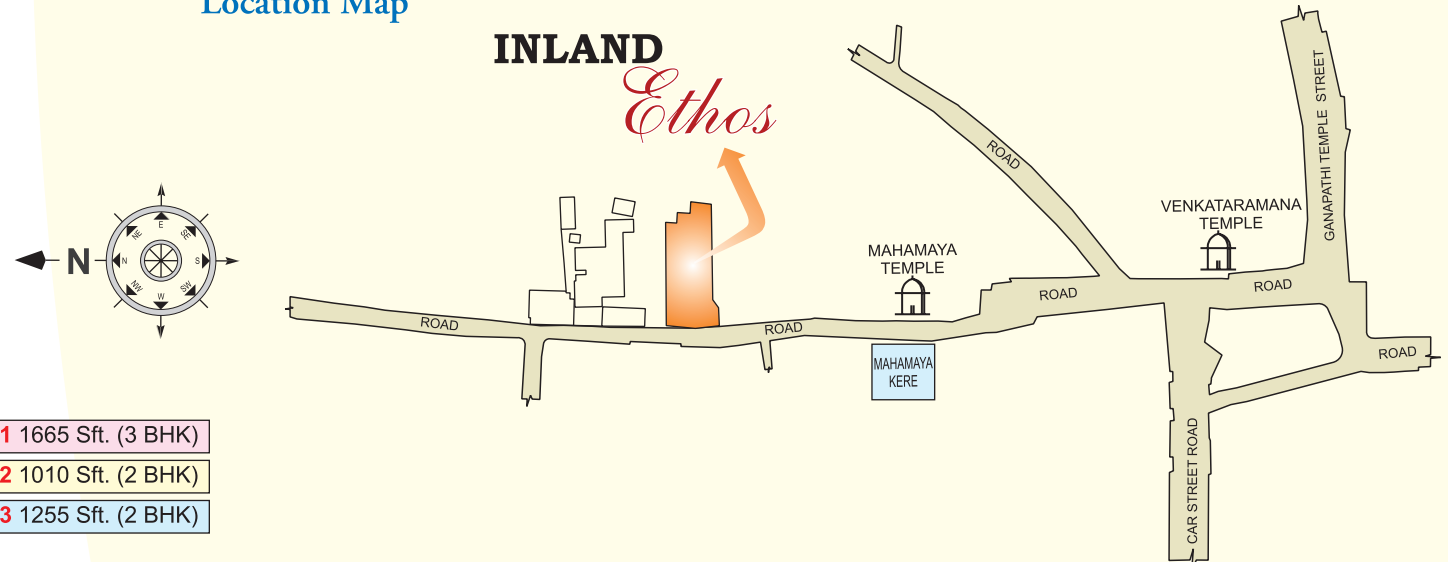 Location Map
INLAND
Ethos
ROAD
GANAPATHI TEMPLE STREET
VENKATARAMANA
TEMPLE
MAHAMAYA
TEMPLE
N
E
SE
S
SW
W
NW
N
NE
ROAD
ROAD
ROAD
ROAD
ROAD
MAHAMAYA
KERE
CAR STREET ROAD
1 1665 Sft. (3 BHK)
2 1010 Sft. (2 BHK)
3 1255 Sft. (2 BHK)